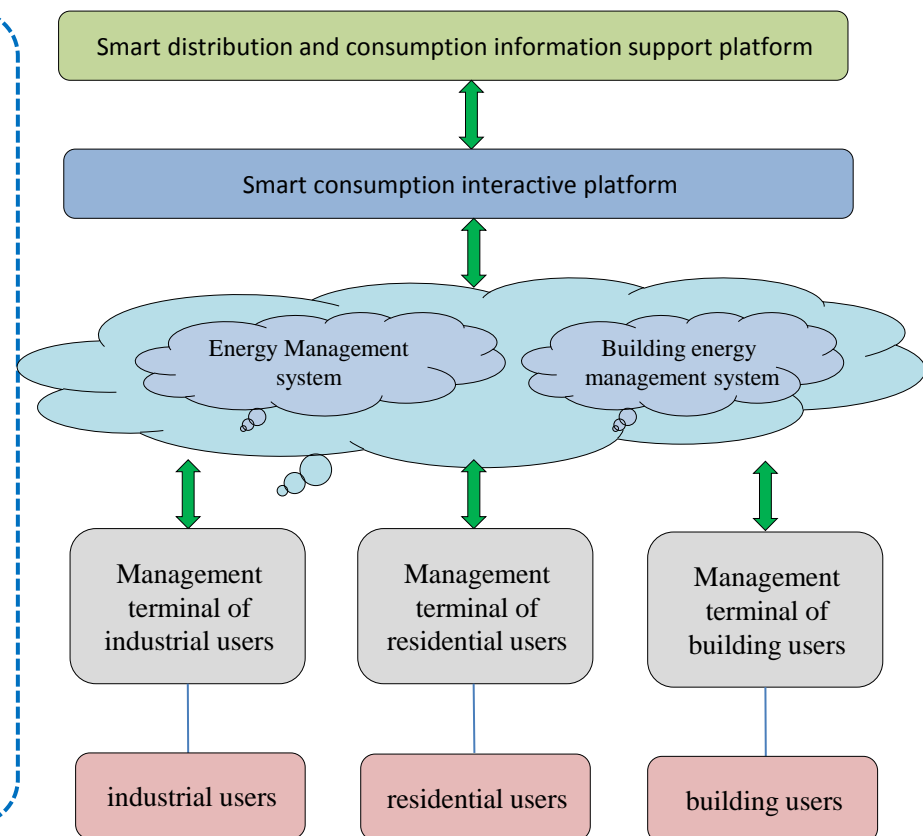 Smart distribution and consumption information support platform
Smart consumption interactive platform
Energy Management
system
Building energy
management system
Management
terminal of
industrial users
Management
terminal of
residential users
Management
terminal of
building users
industrial users
residential users
building users